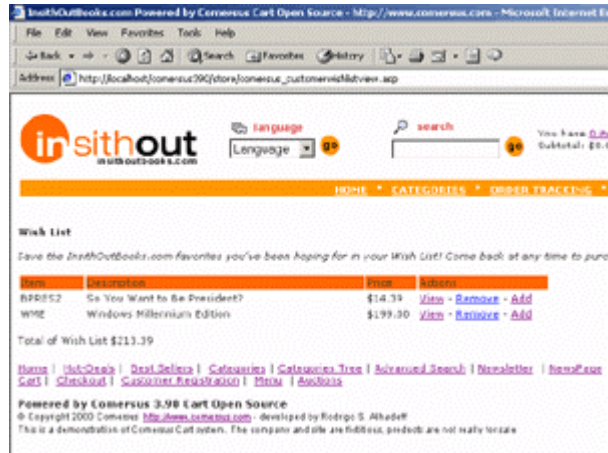 InsithOutBooks.com Powered by Comersus Cart Open Source - http://www.comersus.com - Microsoft Internet E
File Edit View Favorites Tools Help
Back Search Favorites History
Address http://localhost/comersus390/store/comersus_customerwishlistview.asp
language
search
insithout
insithoutbooks.com
Language go
go
You have 0
Subtotal: $0.
HOME * CATEGORIES * ORDER TRACKING *
Wish List
Save the InsithOutBooks.com favorites you've been hoping for in your Wish List! Come back at any time to purc
Item Description Price Actions
BPRES2 So You Want to Be President? $14.39 View - Remove - Add
WME Windows Millennium Edition $199.00 View - Remove - Add
Total of Wish List $213.39
Home | Hot Deals | Best Sellers | Categories | Categories Tree | Advanced Search | Newsletter | NewsPage
Cart | Checkout | Customer Registration | Menu | Auctions
Powered by Comersus 3.90 Cart Open Source
© Copyright 2000 Comersus http://www.comersus.com - developed by Rodrigo S. Alhadeff
This is a demonstration of Comersus Cart system. The company and site are fictitious, products are not really for sale